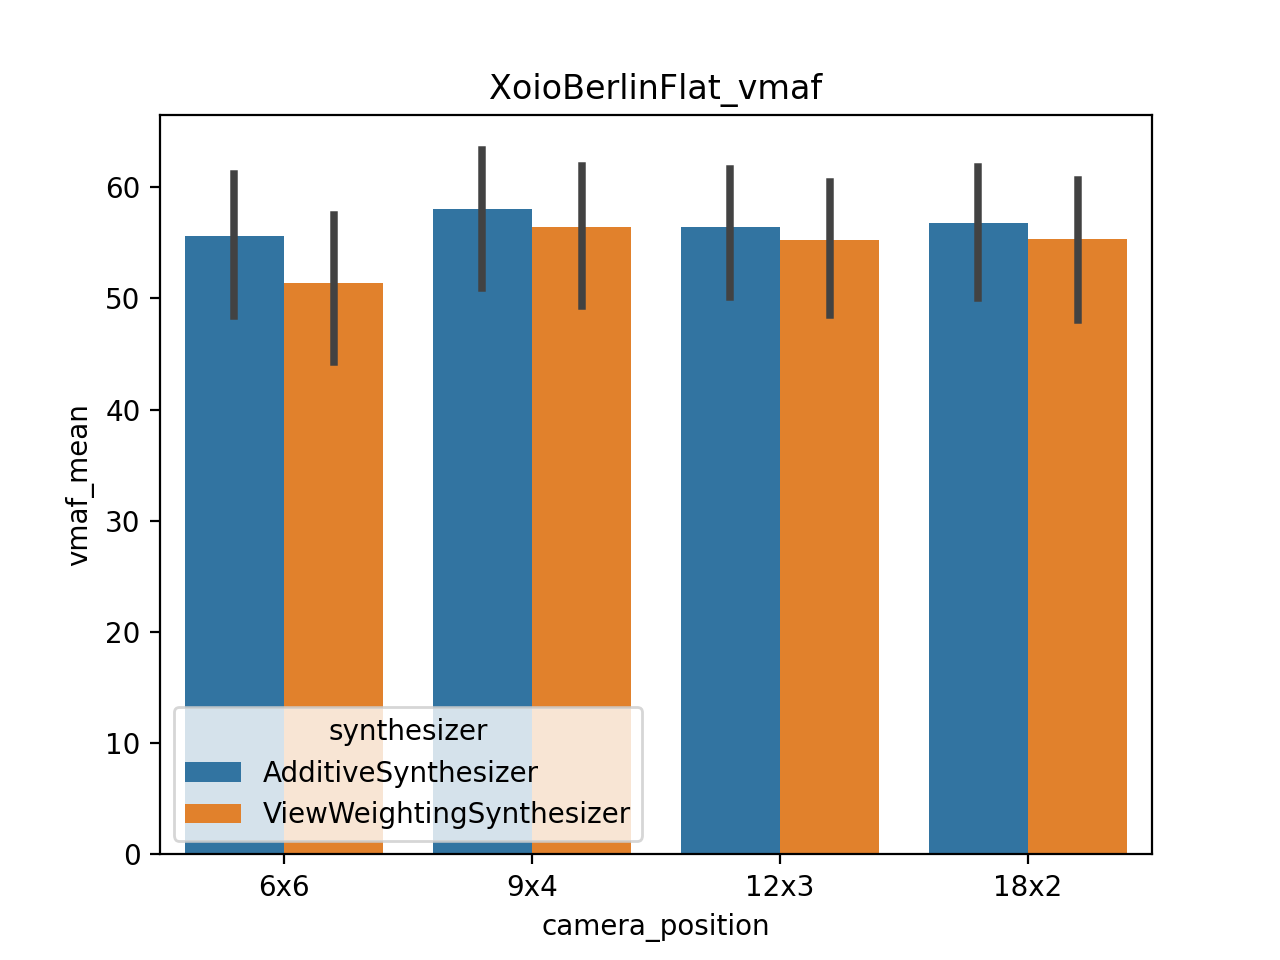 XoioBerlinFlat_vmaf
vmaf_mean
60
50
40
30
20
10
0
synthesizer
AdditiveSynthesizer
ViewWeightingSynthesizer
6x6 9x4 12x3 18x2
camera_position